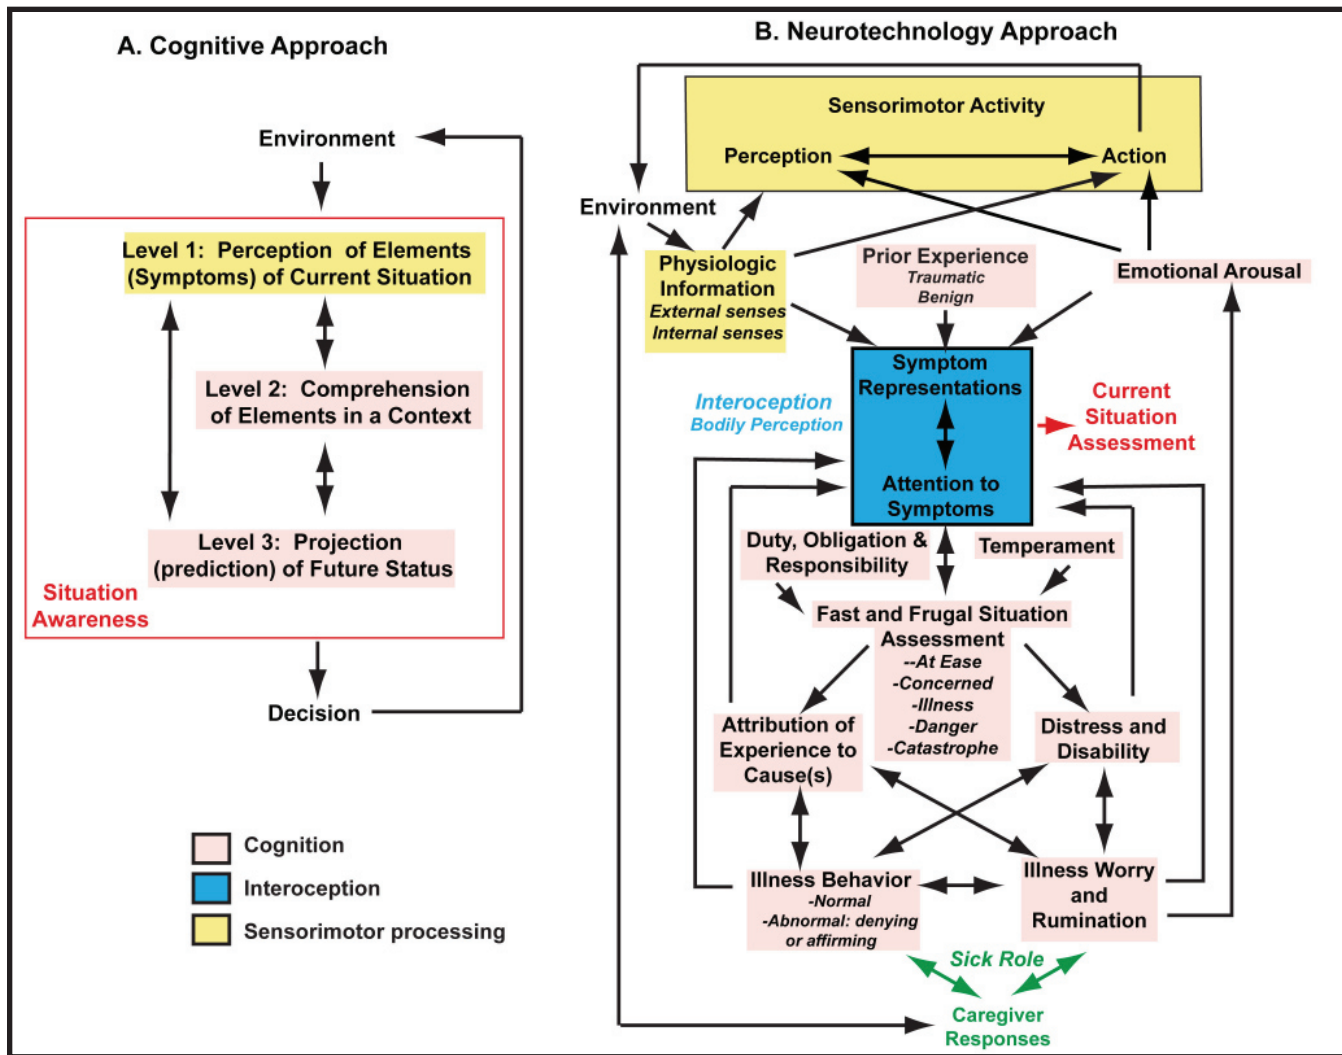 A. Cognitive Approach
Environment
Level 1:  Perception of Elements
(Symptoms) of Current Situation
Level 2:  Comprehension
of Elements in a Context
Level 3:  Projection
(prediction) of Future Status
Situation
Awareness
Decision
Cognition
Interoception
Sensorimotor processing
B. Neurotechnology Approach
Sensorimotor Activity
Perception
Action
Environment
Physiologic
Information
External senses
Internal senses
Prior Experience
Traumatic
Benign
Emotional Arousal
Symptom
Representations
Interoception
Bodily Perception
Current
Situation
Assessment
Attention to
Symptoms
Duty, Obligation &
Responsibility
Temperament
Fast and Frugal Situation
Assessment
--At Ease
-Concerned
-Illness
-Danger
-Catastrophe
Attribution of
Experience to
Cause(s)
Distress and
Disability
Illness Behavior
-Normal
-Abnormal: denying
or affirming
Illness Worry
and
Rumination
Sick Role
Caregiver
Responses